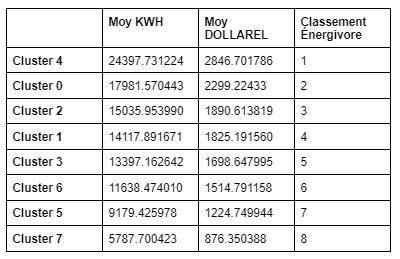 Moy KWH Moy DOLLAREL Classement Énergivore
Cluster 4 24397.731224 2846.701786 1
Cluster 0 17981.570443 2299.22433 2
Cluster 2 15035.953990 1890.613819 3
Cluster 1 14117.891671 1825.191560 4
Cluster 3 13397.162642 1698.647995 5
Cluster 6 11638.474010 1514.791158 6
Cluster 5 9179.425978 1224.749944 7
Cluster 7 5787.700423 876.350388 8